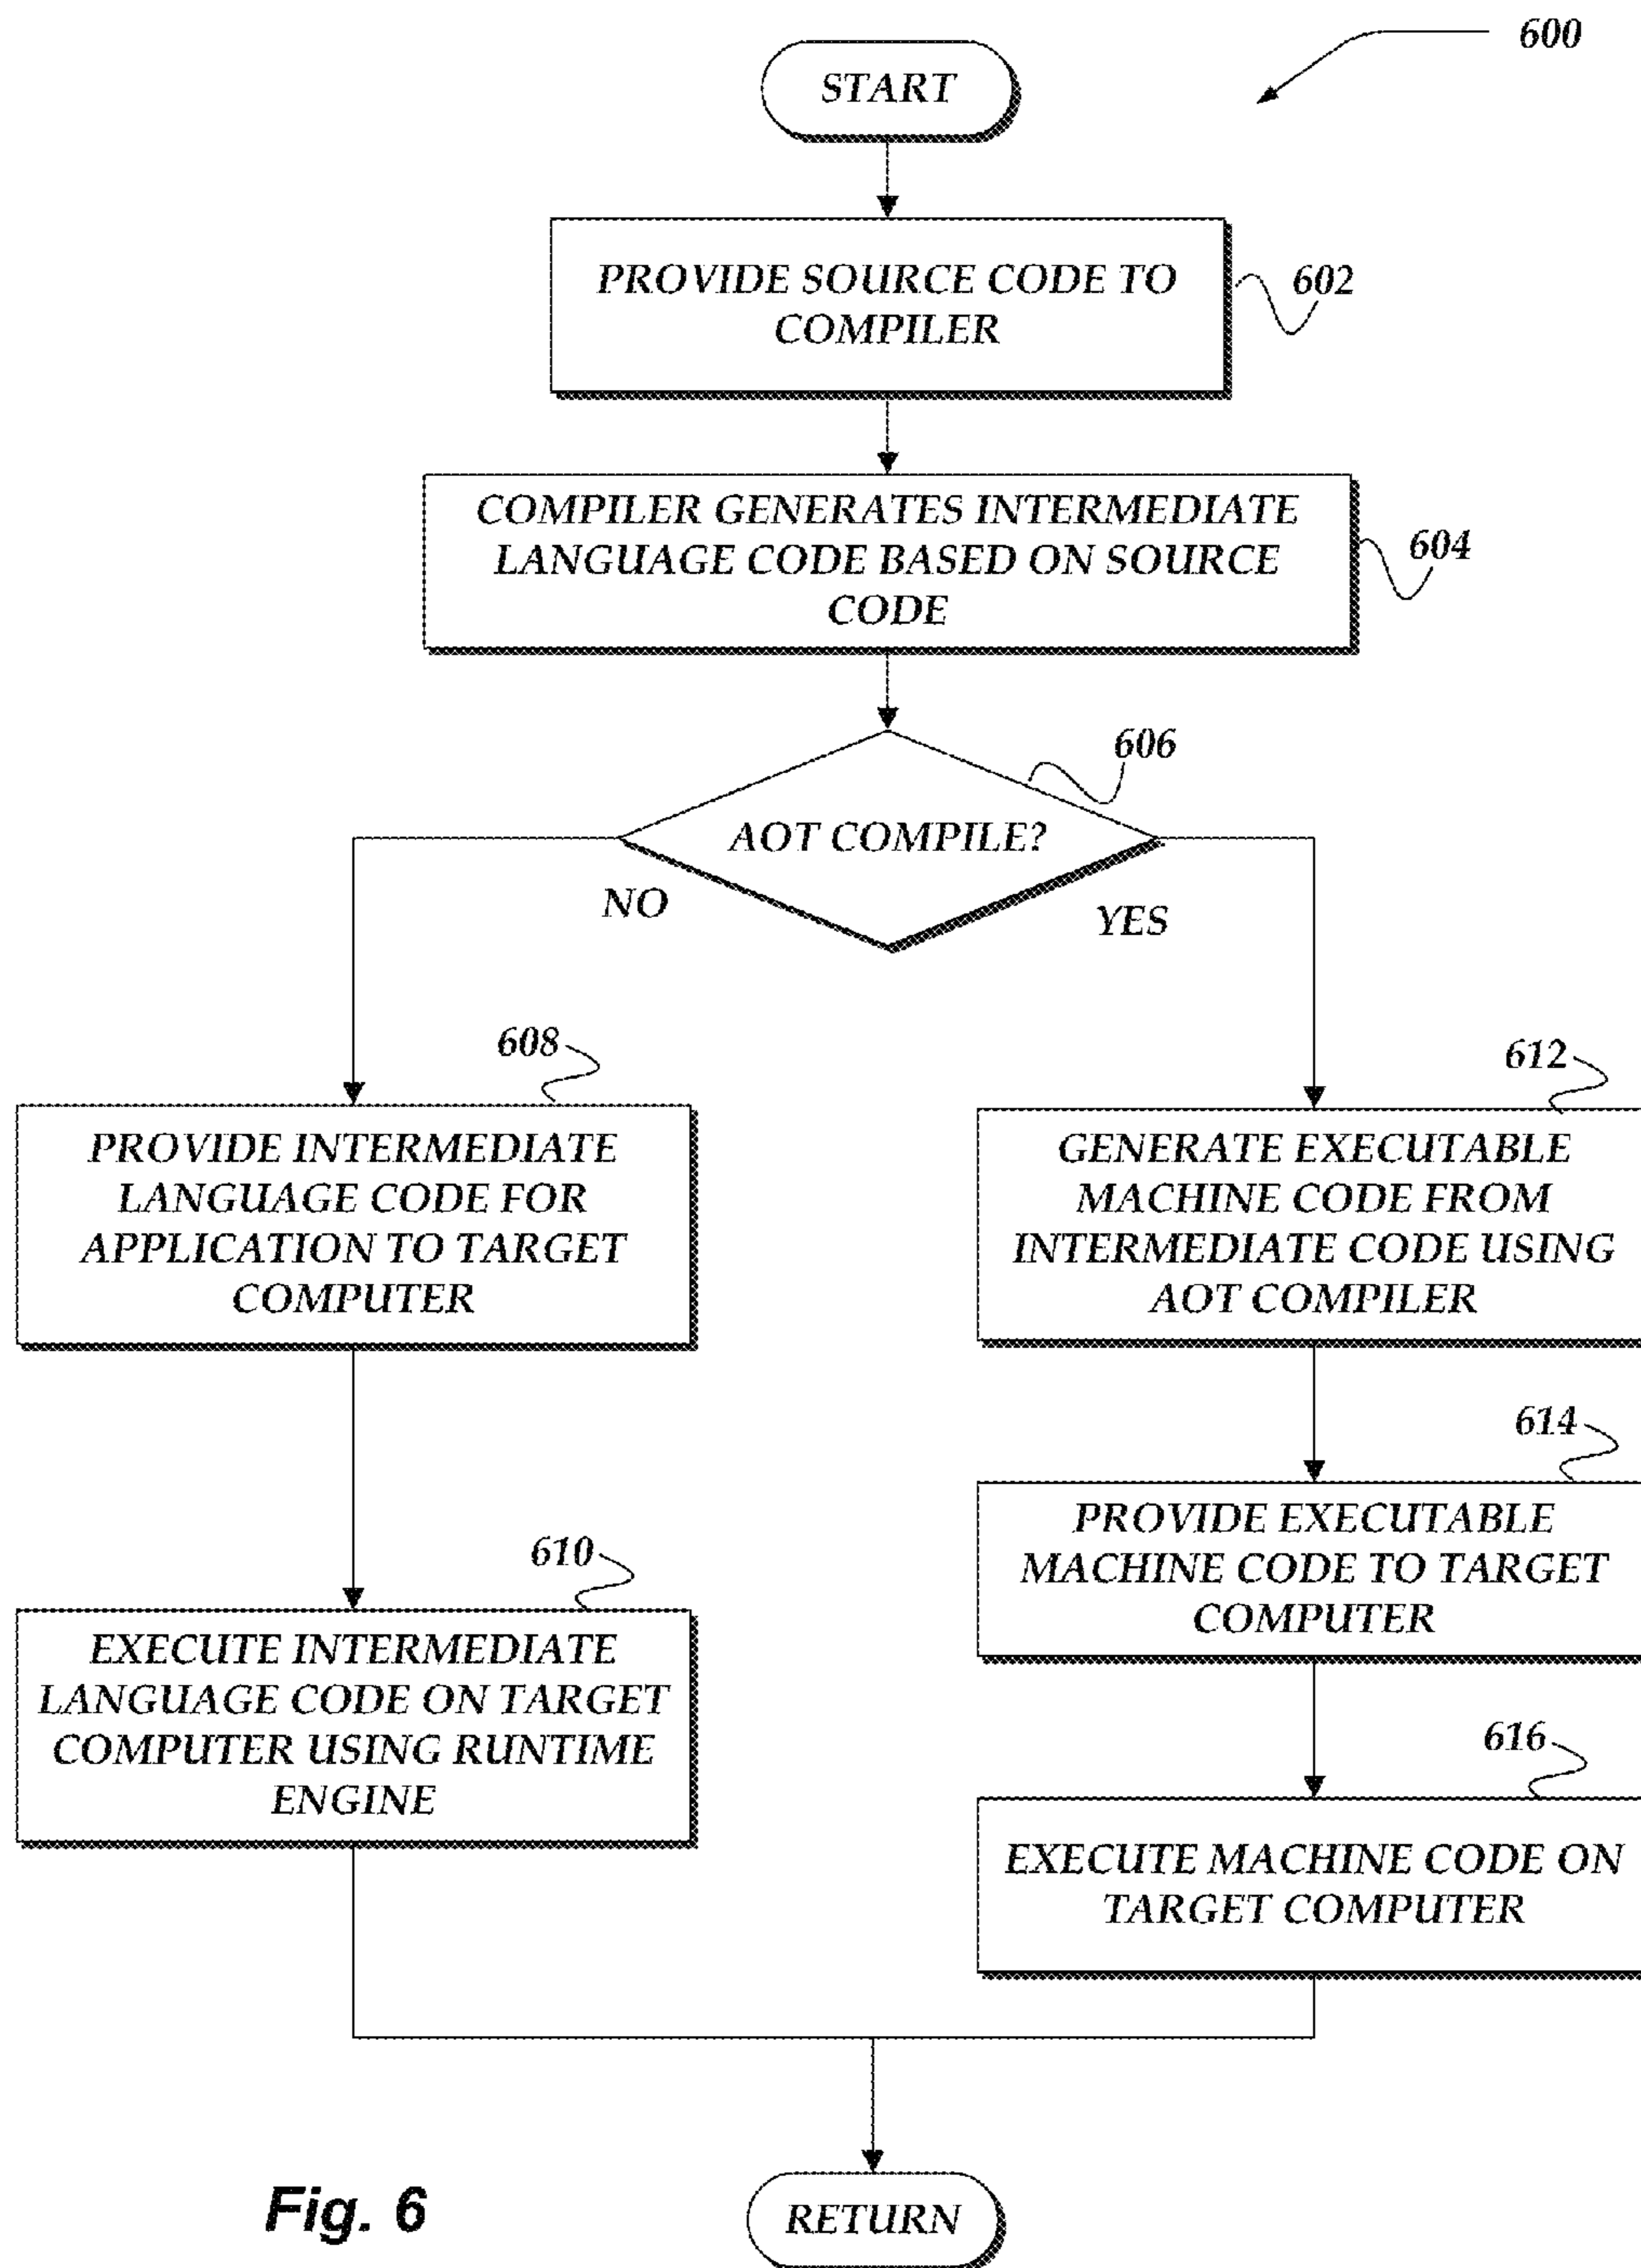 600
START
PROVIDE SOURCE CODE TO
COMPILER
602
COMPILER GENERATES INTERMEDIATE
LANGUAGE CODE BASED ON SOURCE
CODE
604
606
AOT COMPILE?
NO
YES
608
PROVIDE INTERMEDIATE
LANGUAGE CODE FOR
APPLICATION TO TARGET
COMPUTER
612
GENERATE EXECUTABLE
MACHINE CODE FROM
INTERMEDIATE CODE USING
AOT COMPILER
614
PROVIDE EXECUTABLE
MACHINE CODE TO TARGET
COMPUTER
610
EXECUTE INTERMEDIATE
LANGUAGE CODE ON TARGET
COMPUTER USING RUNTIME
ENGINE
616
EXECUTE MACHINE CODE ON
TARGET COMPUTER
Fig. 6
RETURN